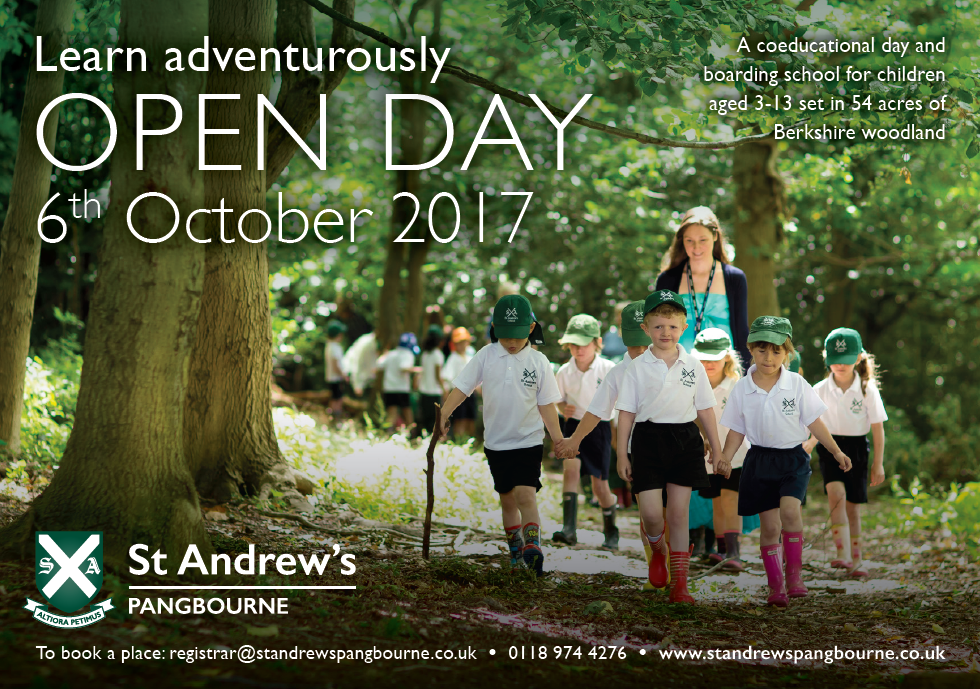 Learn adventurously
OPEN DAY
6th October 2017
A coeducational day and
boarding school for children
aged 3-13 set in 54 acres of
Berkshire woodland
S A
ALTIORA PETIMUS
St Andrew's
PANGBOURNE
To book a place: registrar@standrewspangbourne.co.uk • 0118 974 4276 • www.standrewspangbourne.co.uk